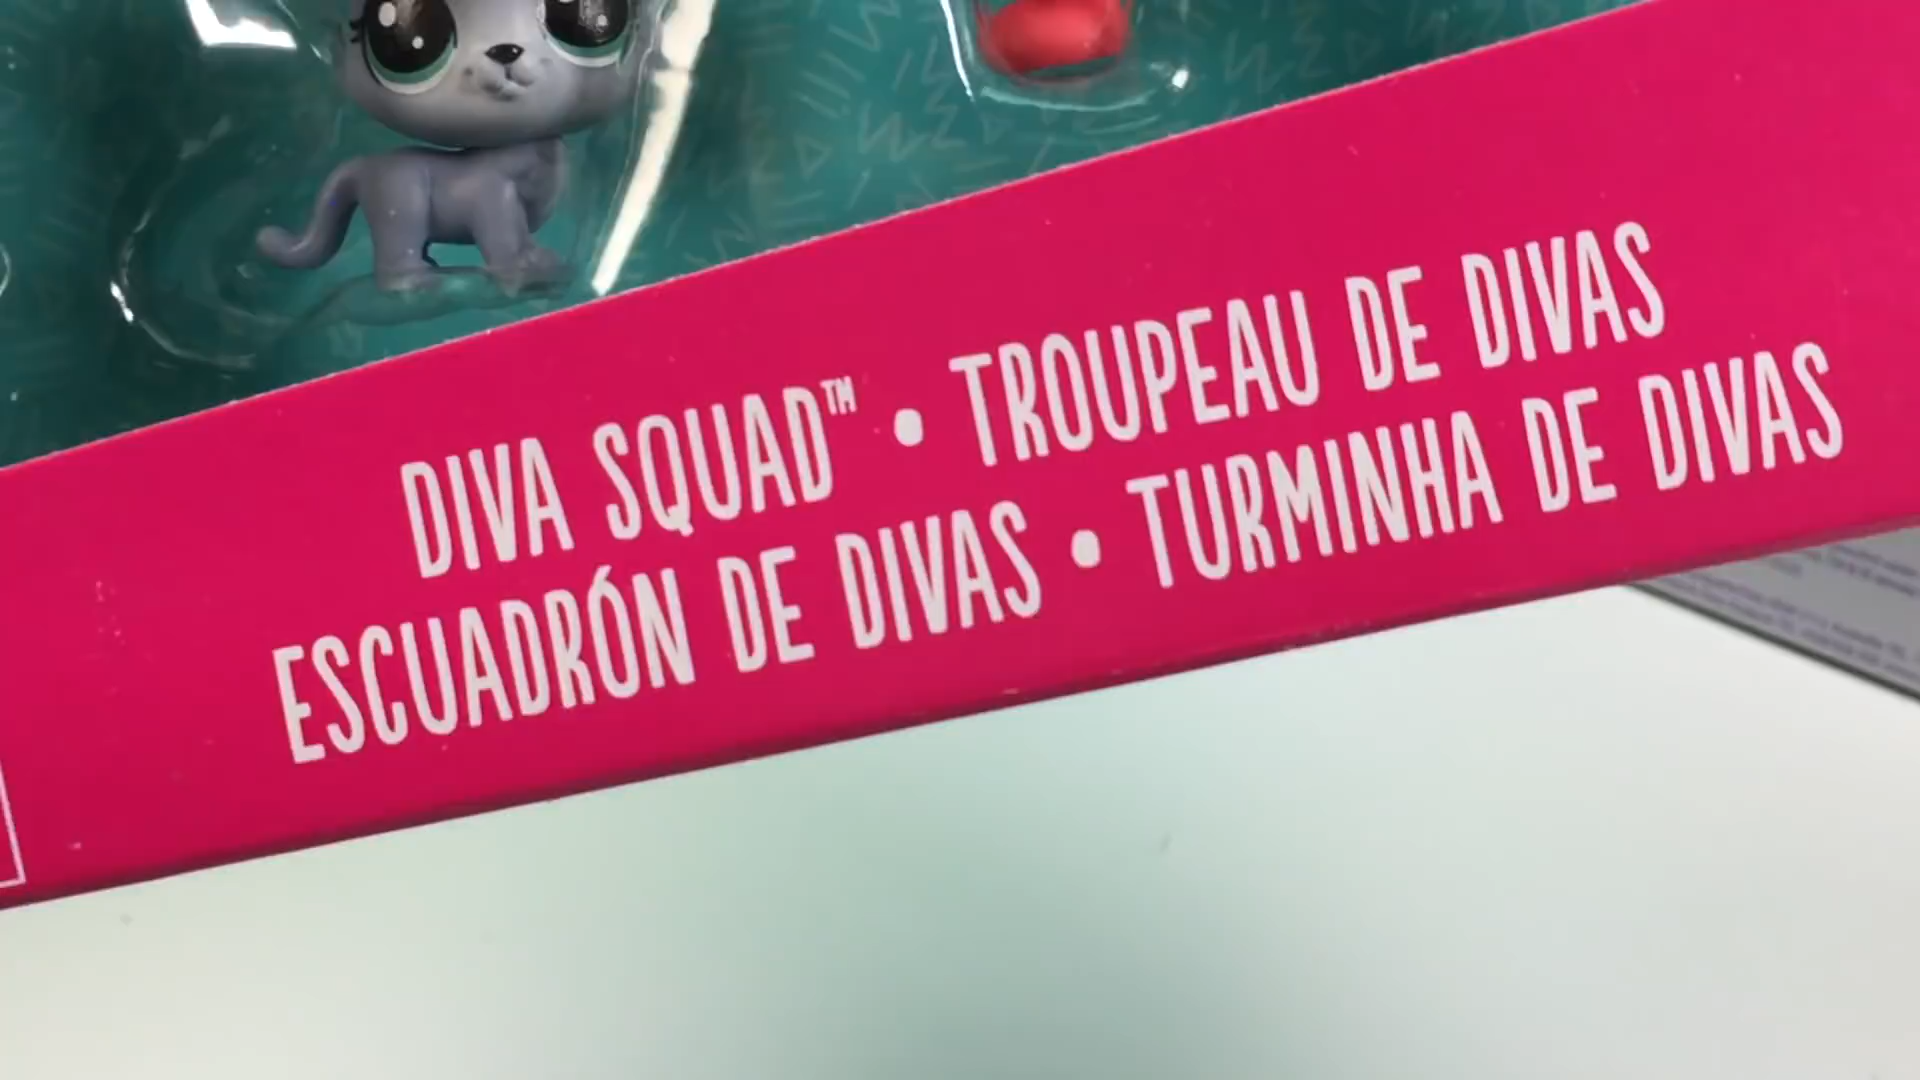 DIVA SQUAD™ • TROUPEAU DE DIVAS
ESCUADRÓN DE DIVAS • TURMINHA DE DIVAS